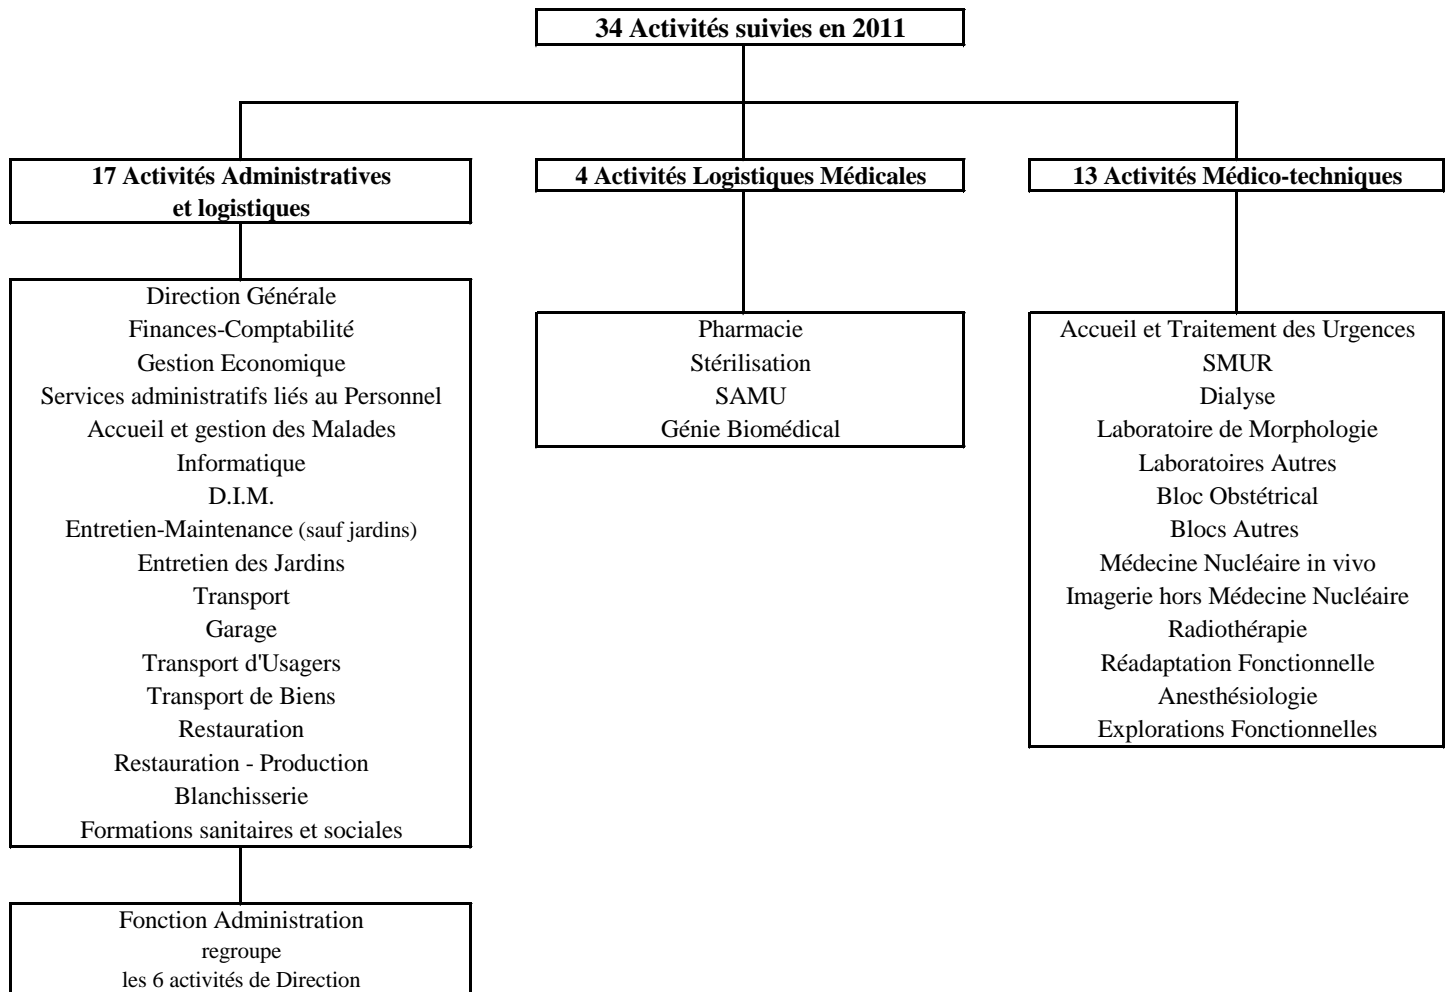 34 Activités suivies en 2011
17 Activités Administratives
et logistiques
Direction Générale
Finances-Comptabilité
Gestion Economique
Services administratifs liés au Personnel
Accueil et gestion des Malades
Informatique
D.I.M.
Entretien-Maintenance (sauf jardins)
Entretien des Jardins
Transport
Garage
Transport d'Usagers
Transport de Biens
Restauration
Restauration - Production
Blanchisserie
Formations sanitaires et sociales
Fonction Administration
regroupe
les 6 activités de Direction
4 Activités Logistiques Médicales
Pharmacie
Stérilisation
SAMU
Génie Biomédical
13 Activités Médico-techniques
Accueil et Traitement des Urgences
SMUR
Dialyse
Laboratoire de Morphologie
Laboratoires Autres
Bloc Obstétrical
Blocs Autres
Médecine Nucléaire in vivo
Imagerie hors Médecine Nucléaire
Radiothérapie
Réadaptation Fonctionnelle
Anesthésiologie
Explorations Fonctionnelles